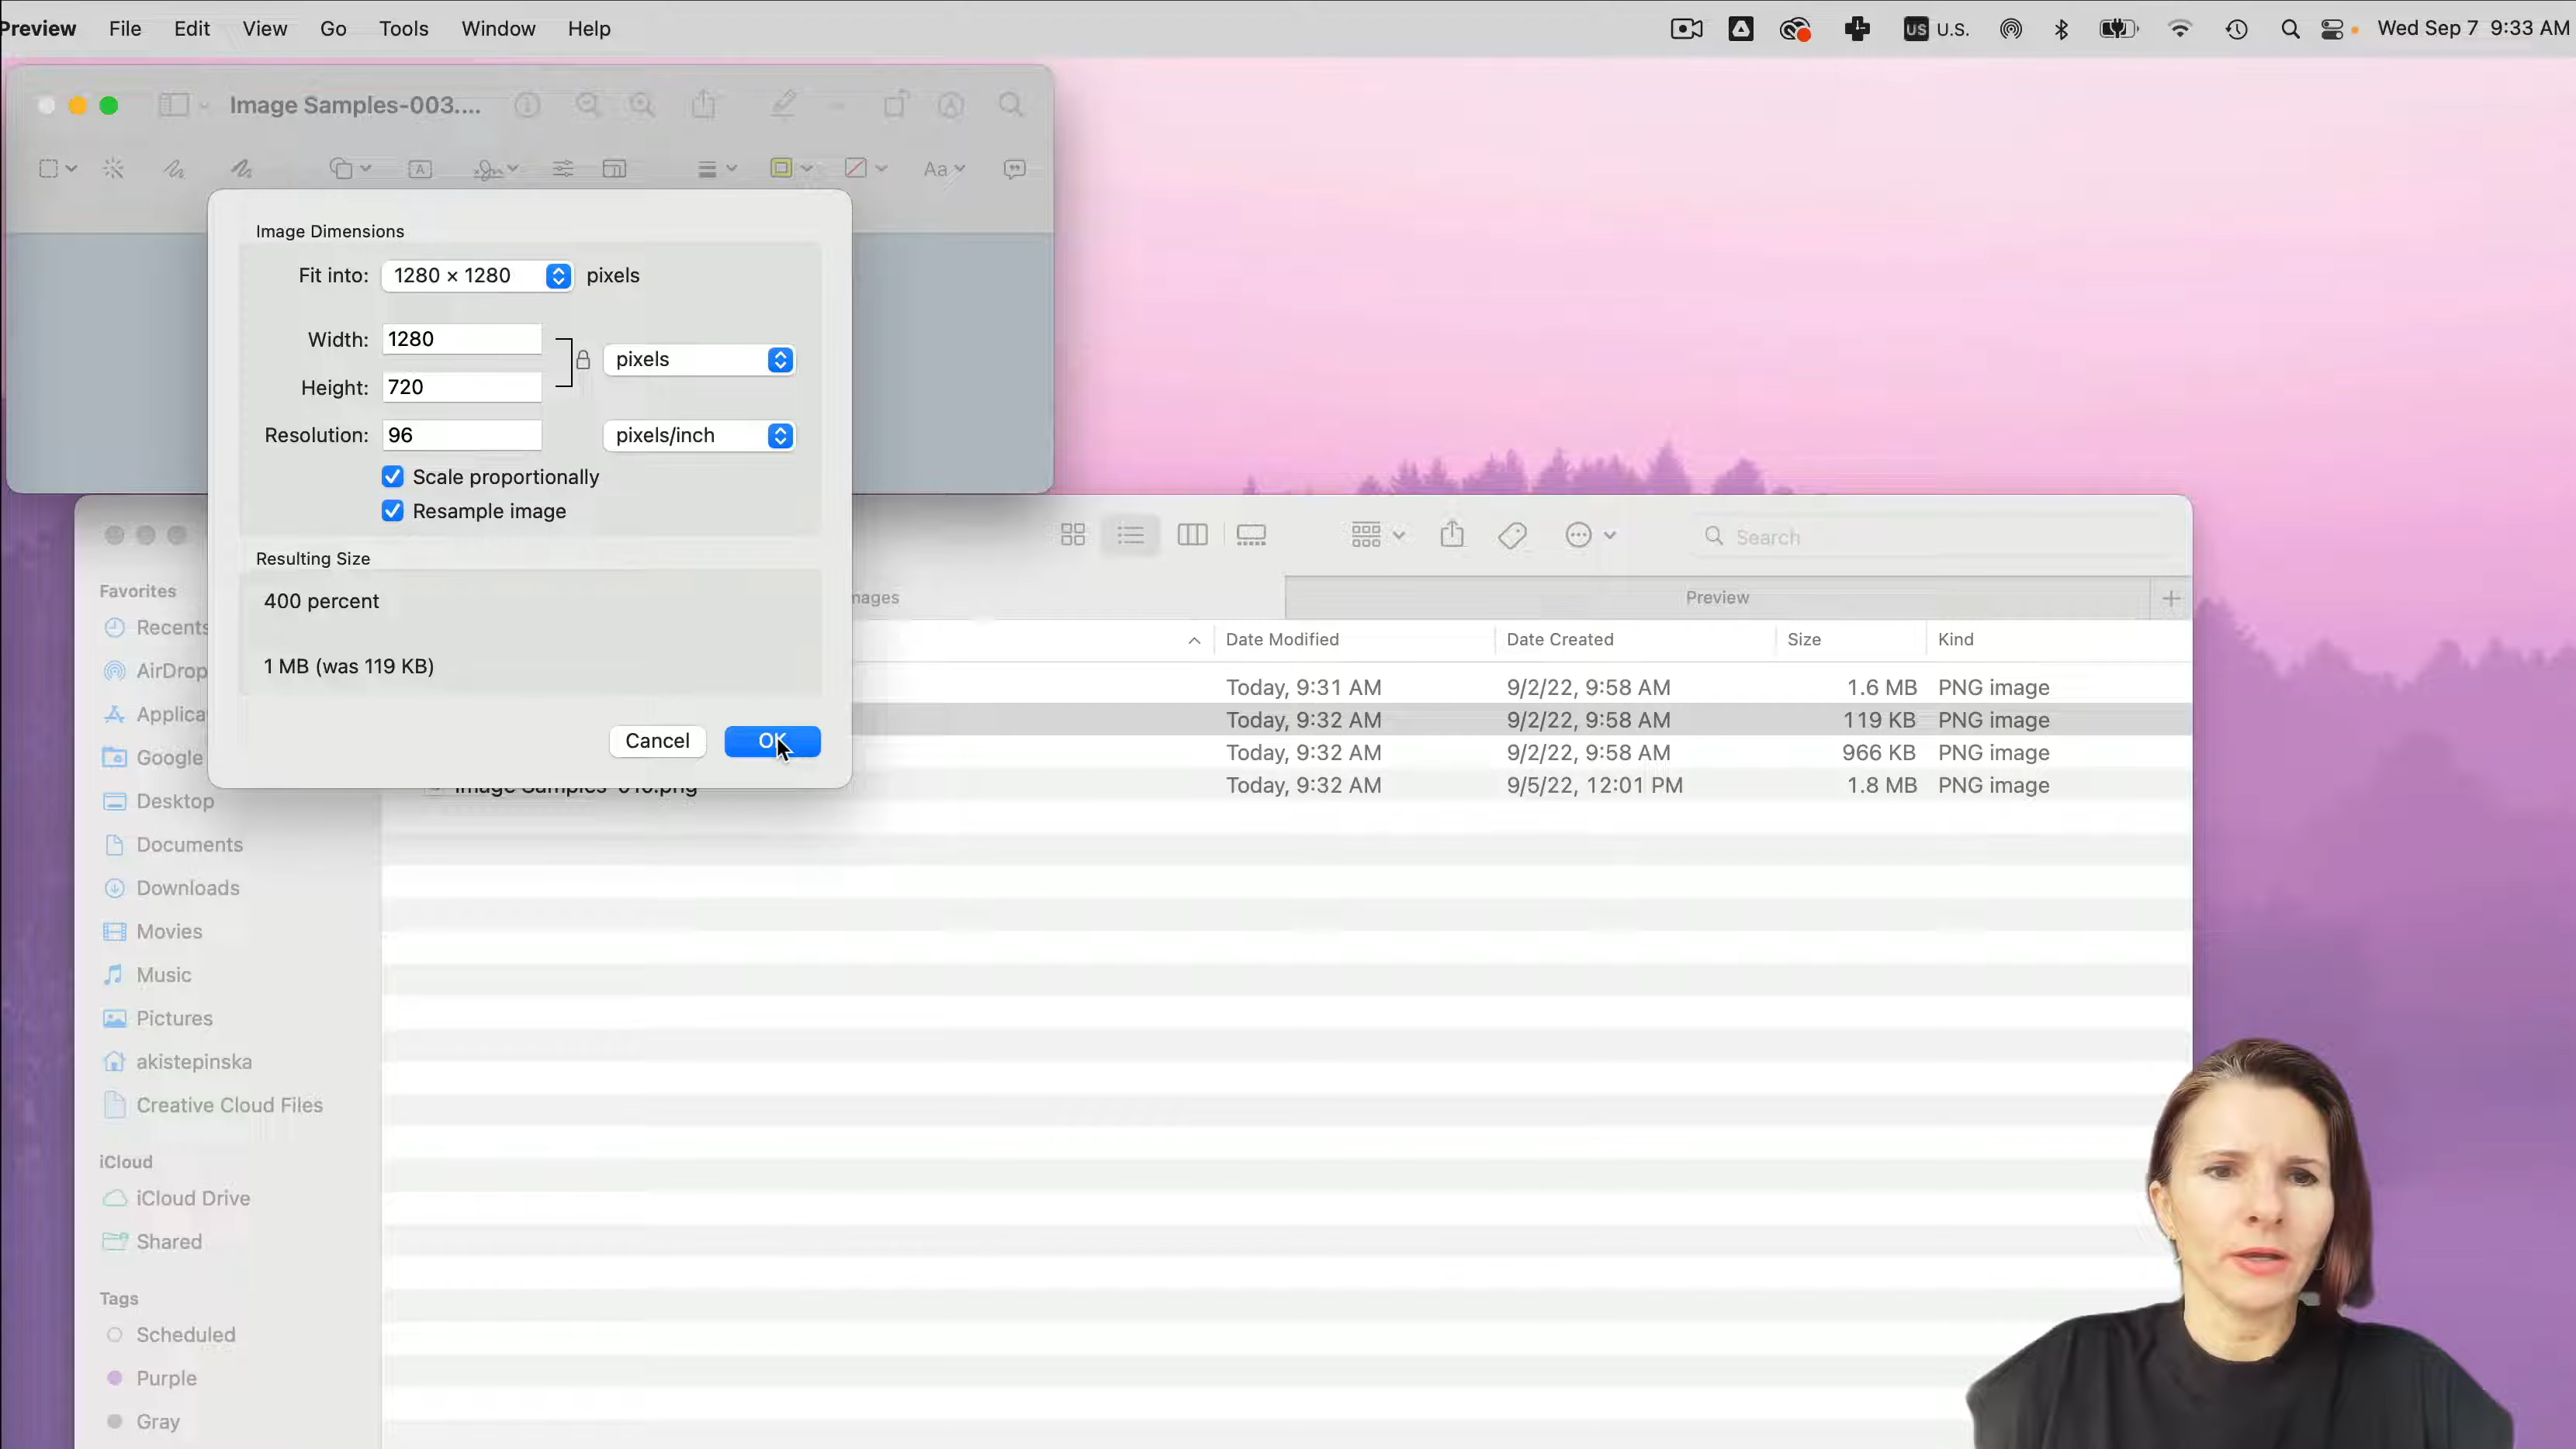 Preview File Edit View Go Tools Window Help US U.S. Wed Sep 7 9:33 AM
Image Samples-003....
A Aa
Image Dimensions
Fit into: 1280 × 1280 pixels
Width: 1280
pixels
Height: 720
Resolution: 96 pixels/inch
Scale proportionally
Resample image
Resulting Size
400 percent
1 MB (was 119 KB)
Cancel OK
Search
Preview
Date Modified Date Created Size Kind
Today, 9:31 AM 9/2/22, 9:58 AM 1.6 MB PNG image
Today, 9:32 AM 9/2/22, 9:58 AM 119 KB PNG image
Today, 9:32 AM 9/2/22, 9:58 AM 966 KB PNG image
Today, 9:32 AM 9/5/22, 12:01 PM 1.8 MB PNG image
Favorites
Recents
AirDrop
Applica
Google
Desktop
Documents
Downloads
Movies
Music
Pictures
akistepinska
Creative Cloud Files
iCloud
iCloud Drive
Shared
Tags
Scheduled
Purple
Gray